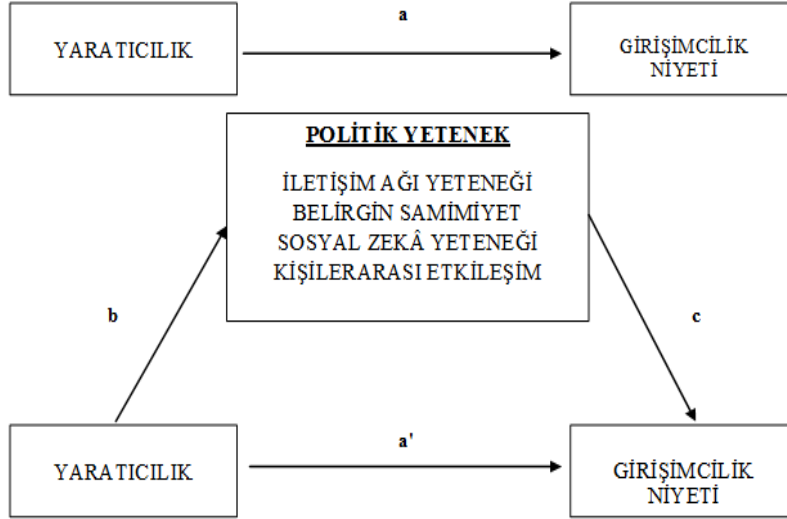 a
YARATICILIK
GİRİŞİMCİLİK
NİYETİ
POLİTİK YETENEK
İLETİŞİM AĞI YETENEĞİ
BELİRGİN SAMİMİYET
SOSYAL ZEKÂ YETENEĞİ
KİŞİLERARASI ETKİLEŞİM
b
c
a'
YARATICILIK
GİRİŞİMCİLİK
NİYETİ